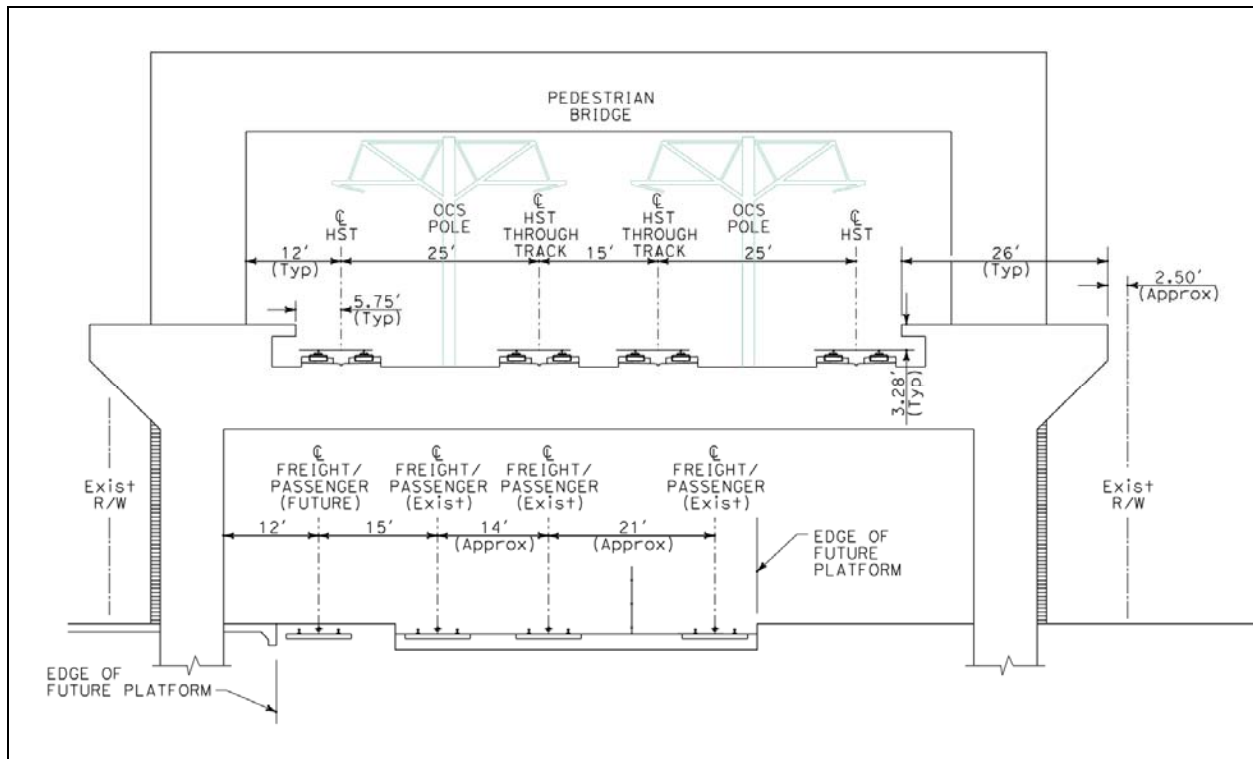 PEDESTRIAN
BRIDGE
℄
HST
OCS
POLE
℄
HST
THROUGH
TRACK
℄
HST
THROUGH
TRACK
OCS
POLE
℄
HST
12'
(Typ)
25'
15'
25'
26'
(Typ)
2.50'
(Approx)
5.75'
(Typ)
3.28'
(Typ)
Exist
R/W
℄
FREIGHT/
PASSENGER
(FUTURE)
℄
FREIGHT/
PASSENGER
(Exist)
℄
FREIGHT/
PASSENGER
(Exist)
℄
FREIGHT/
PASSENGER
(Exist)
Exist
R/W
12'
15'
14'
(Approx)
21'
(Approx)
EDGE OF
FUTURE
PLATFORM
EDGE OF
FUTURE PLATFORM